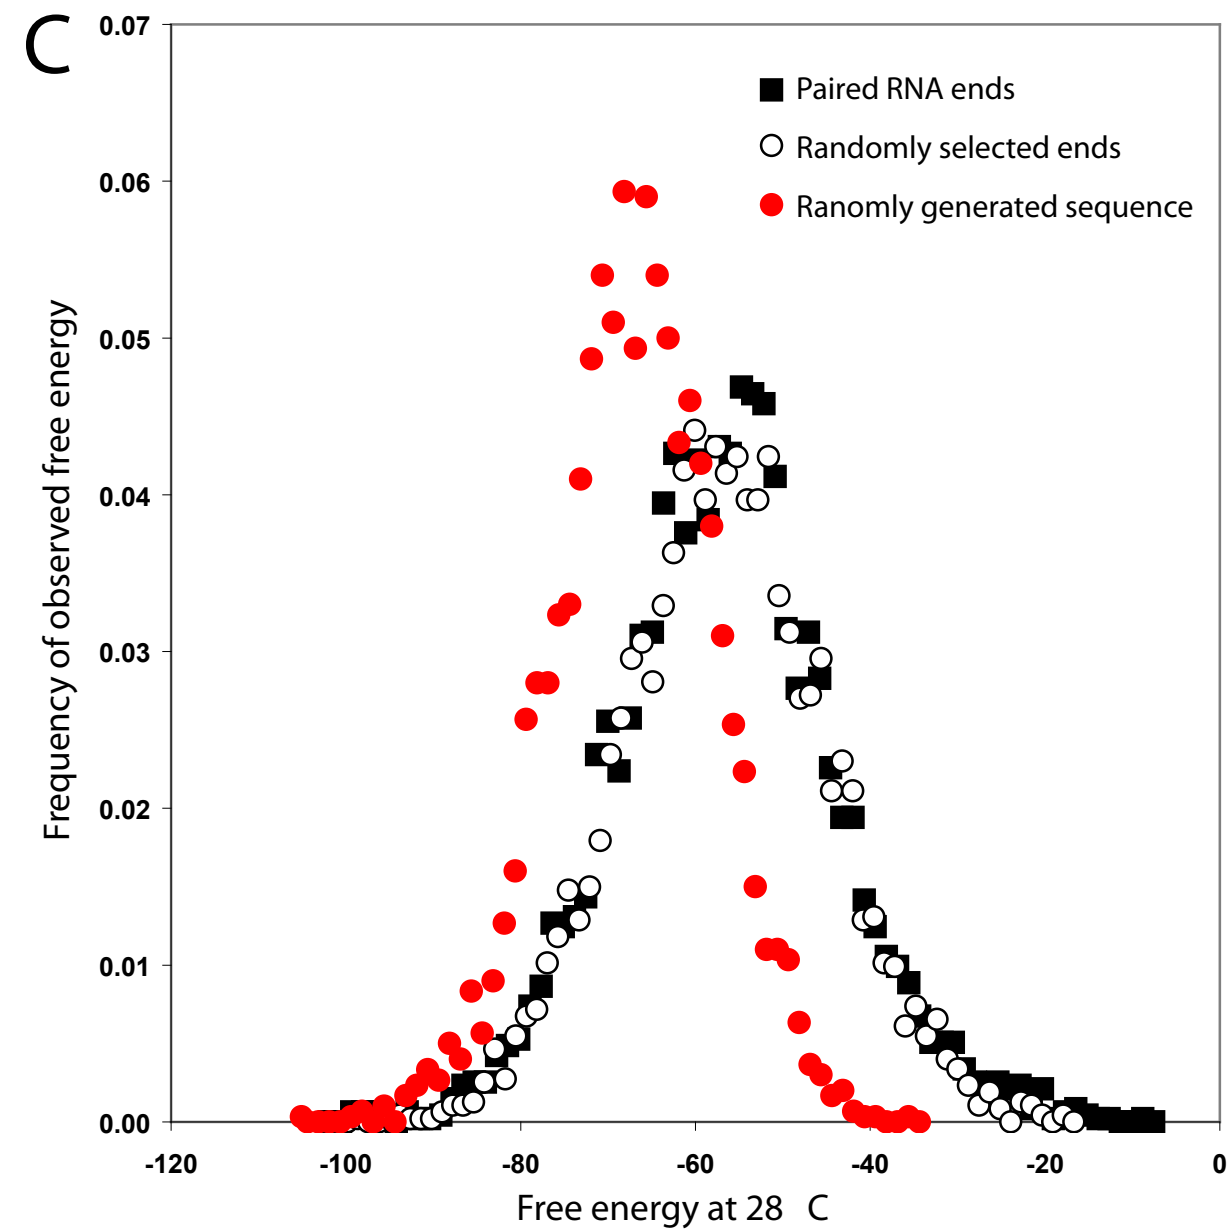 C
0.07
0.06
0.05
0.04
0.03
0.02
0.01
0.00
Frequency of observed free energy
Paired RNA ends
Randomly selected ends
Ranomly generated sequence
-120 -100 -80 -60 -40 -20 0
Free energy at 28 C